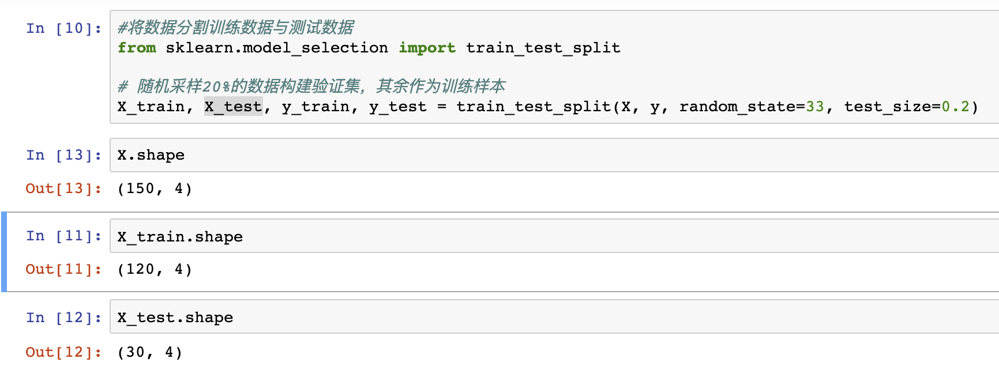 In [10]: #将数据分割训练数据与测试数据
from sklearn.model_selection import train_test_split
# 随机采样20%的数据构建验证集，其余作为训练样本
X_train, X_test, y_train, y_test = train_test_split(X, y, random_state=33, test_size=0.2)
In [13]: X.shape
Out[13]: (150, 4)
In [11]: X_train.shape
Out[11]: (120, 4)
In [12]: X_test.shape
Out[12]: (30, 4)